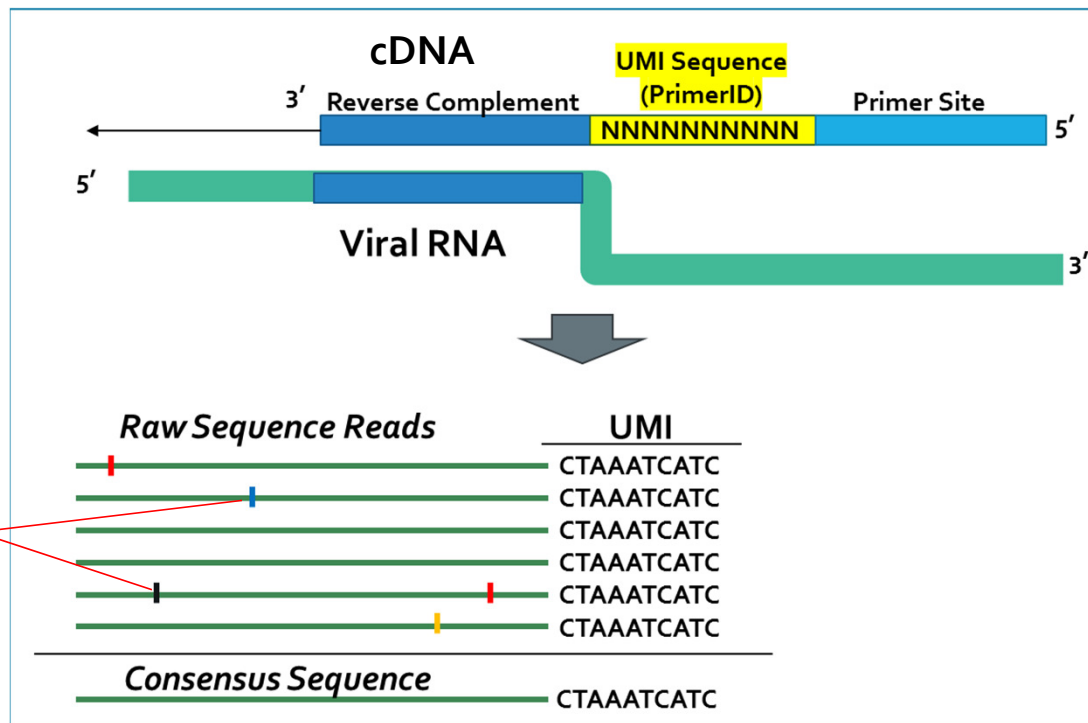 cDNA
UMI Sequence
(PrimerID)
3′ Reverse Complement Primer Site
NNNNNNNNNN 5′
5′
Viral RNA
3′
Raw Sequence Reads UMI
CTAAATCATC
CTAAATCATC
CTAAATCATC
CTAAATCATC
CTAAATCATC
CTAAATCATC
Consensus Sequence
CTAAATCATC